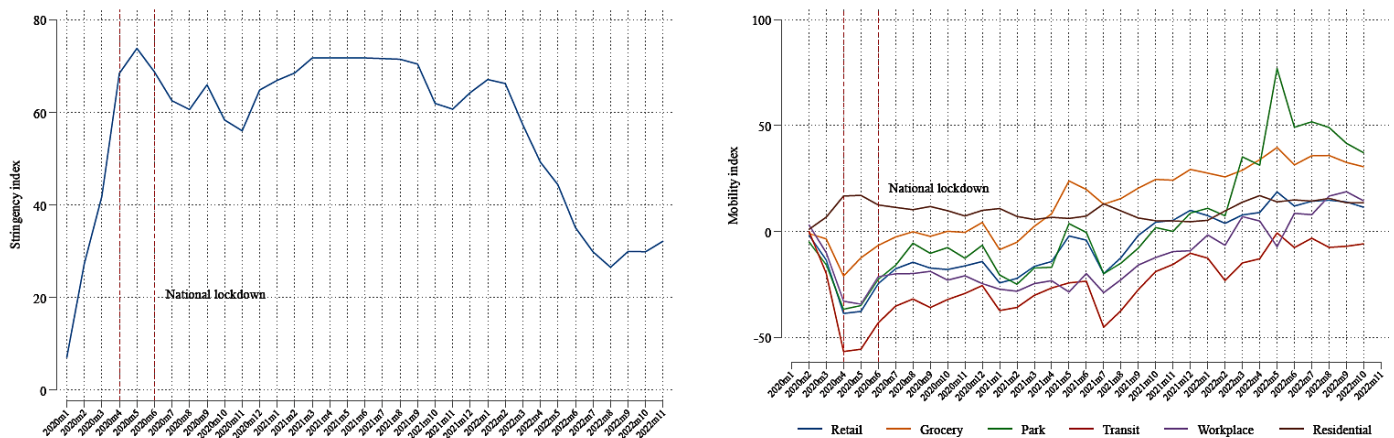 80
60
40
20
0
Stringency index
National lockdown
2020m1
2020m2
2020m3
2020m4
2020m5
2020m6
2020m7
2020m8
2020m9
2020m10
2020m11
2020m12
2021m1
2021m2
2021m3
2021m4
2021m5
2021m6
2021m7
2021m8
2021m9
2021m10
2021m11
2021m12
2022m1
2022m2
2022m3
2022m4
2022m5
2022m6
2022m7
2022m8
2022m9
2022m10
2022m11
100
50
0
−50
Mobility index
National lockdown
2020m1
2020m2
2020m3
2020m4
2020m5
2020m6
2020m7
2020m8
2020m9
2020m10
2020m11
2020m12
2021m1
2021m2
2021m3
2021m4
2021m5
2021m6
2021m7
2021m8
2021m9
2021m10
2021m11
2021m12
2022m2
2022m2
2022m3
2022m4
2022m5
2022m6
2022m7
2022m8
2022m9
2022m10
2022m11
Retail Grocery Park Transit Workplace Residential